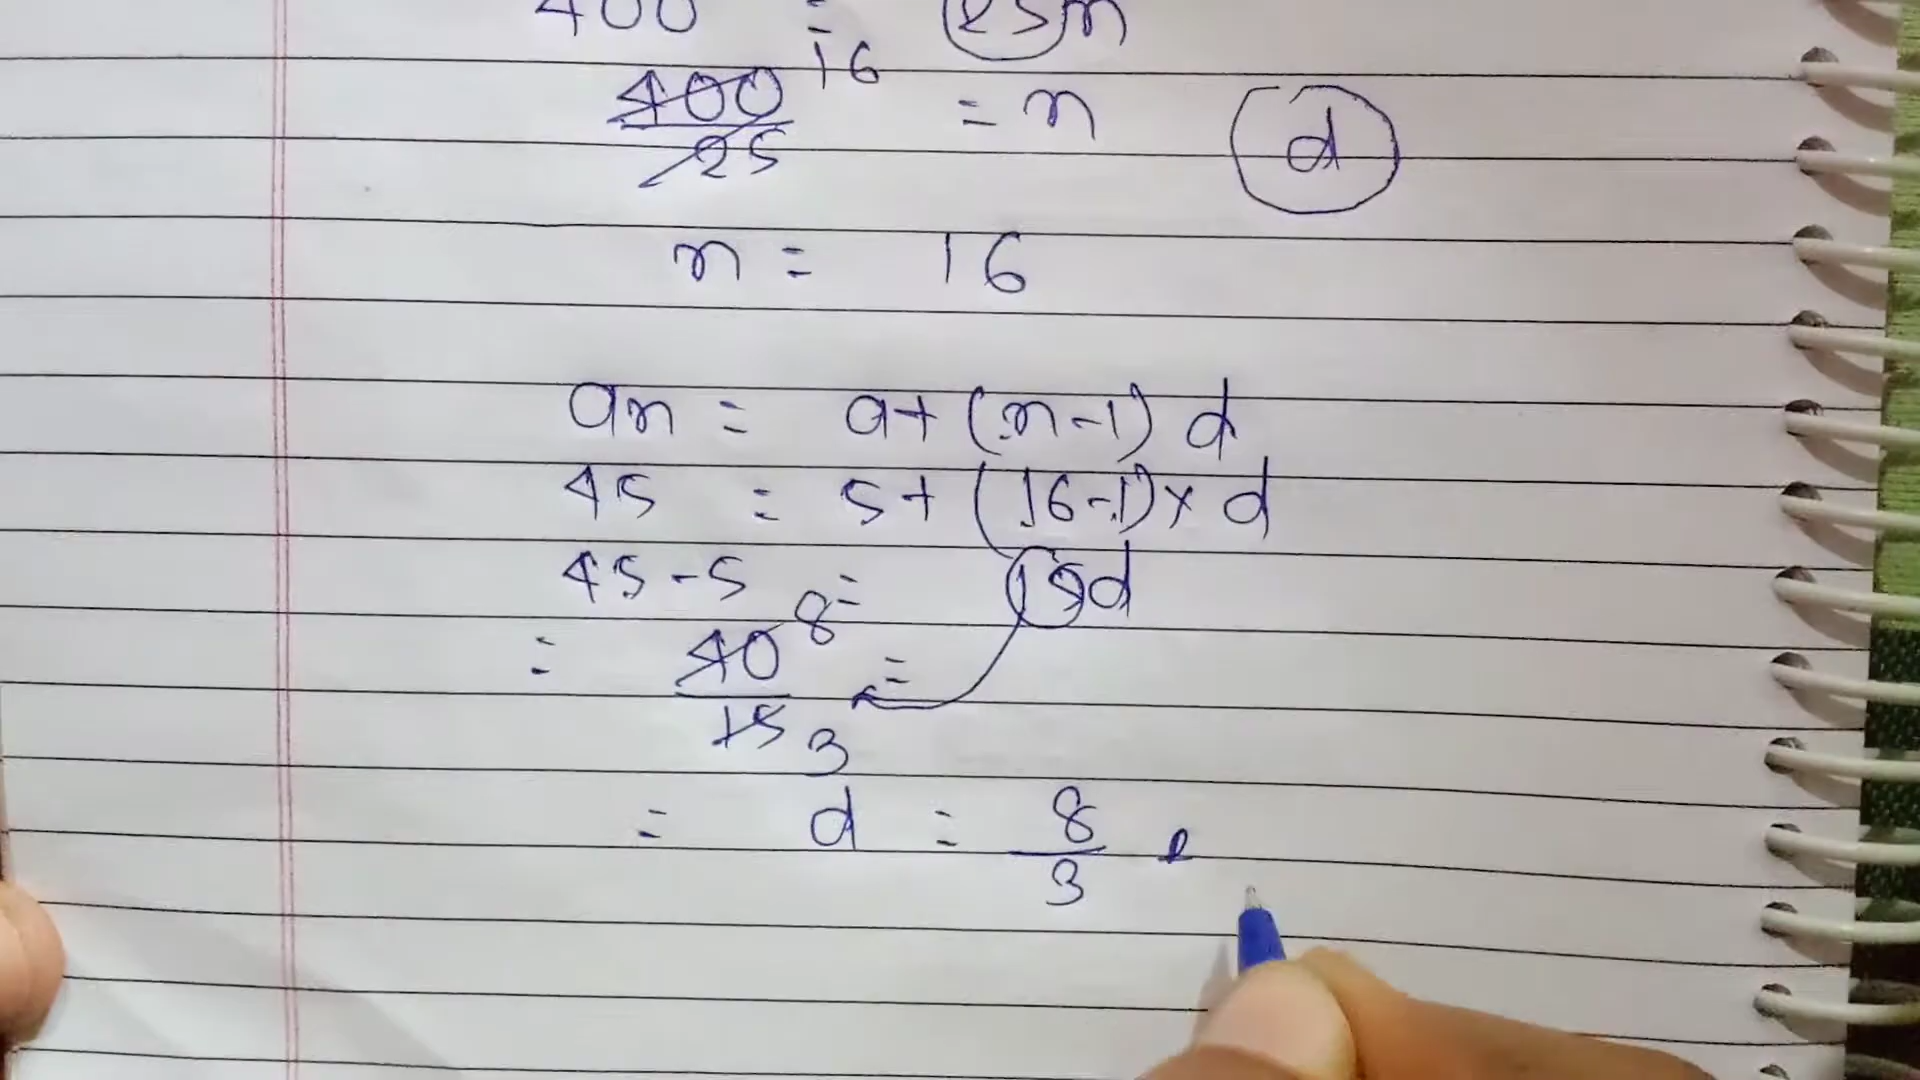 400 = 25n
400/25 16 = n d
n = 16
an = a+(n-1) d
45 = 5+(16-1)× d
45-5 = 15d
= 40/15 8 3 =
= d = 8/3